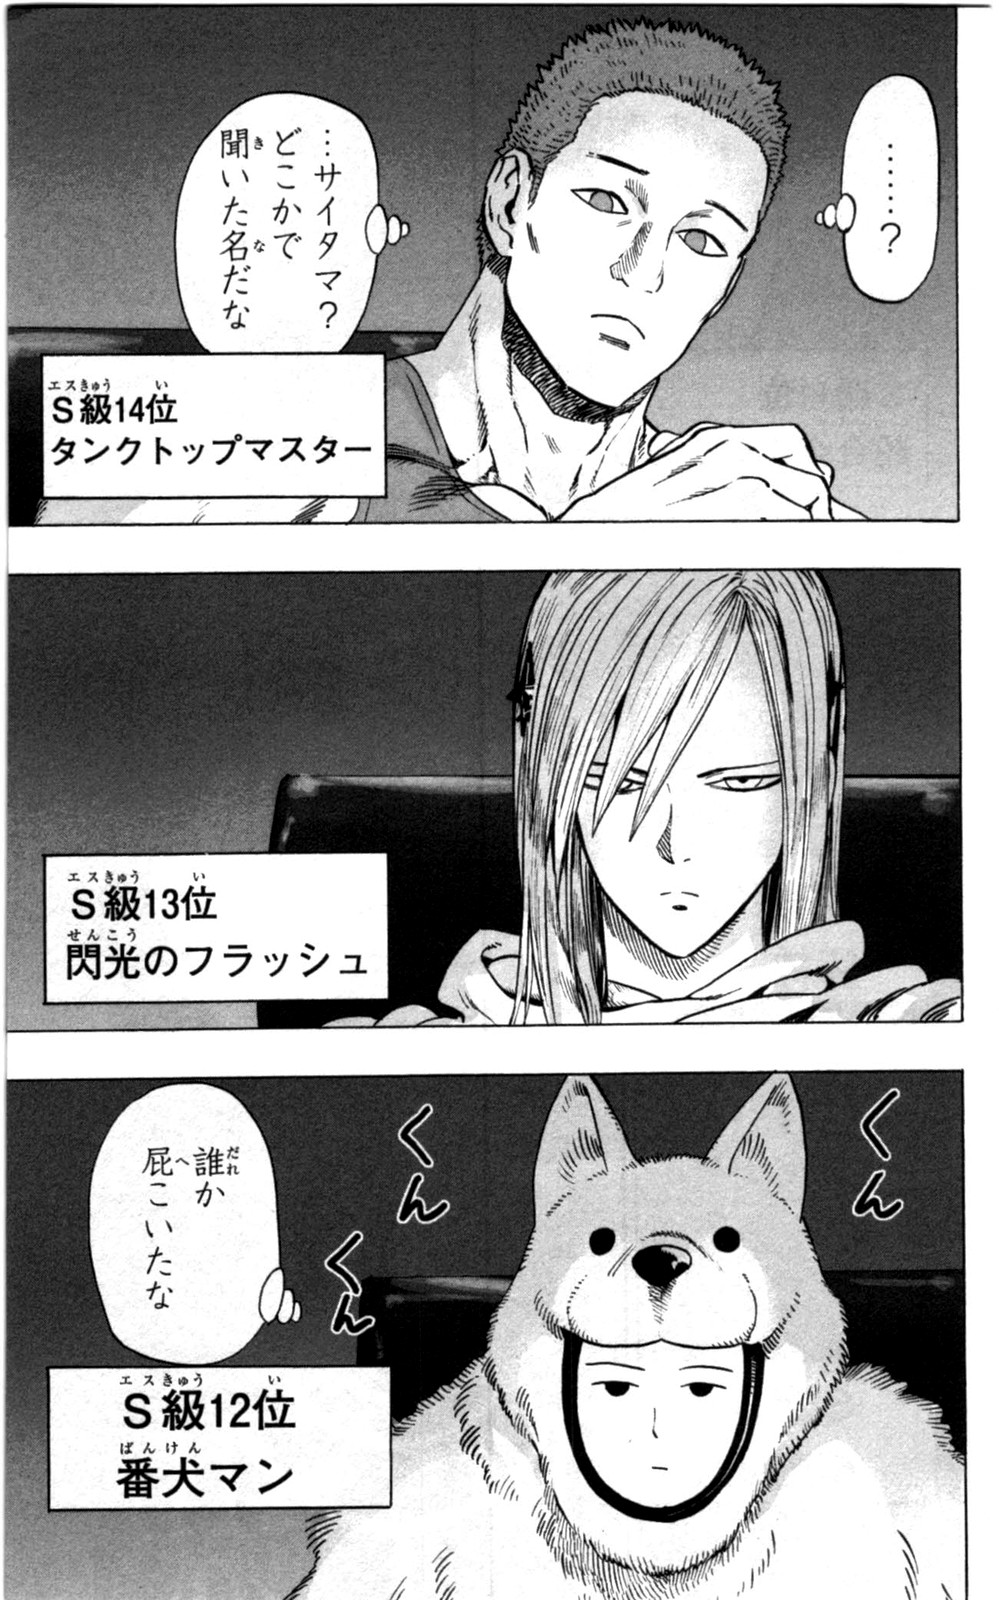 ………？
…サイタマ？
どこかで
聞いた名だな
S級14位
タンクトップマスター
S級13位
閃光のフラッシュ
くん
くん
くん
誰か
屁こいたな
S級12位
番犬マン